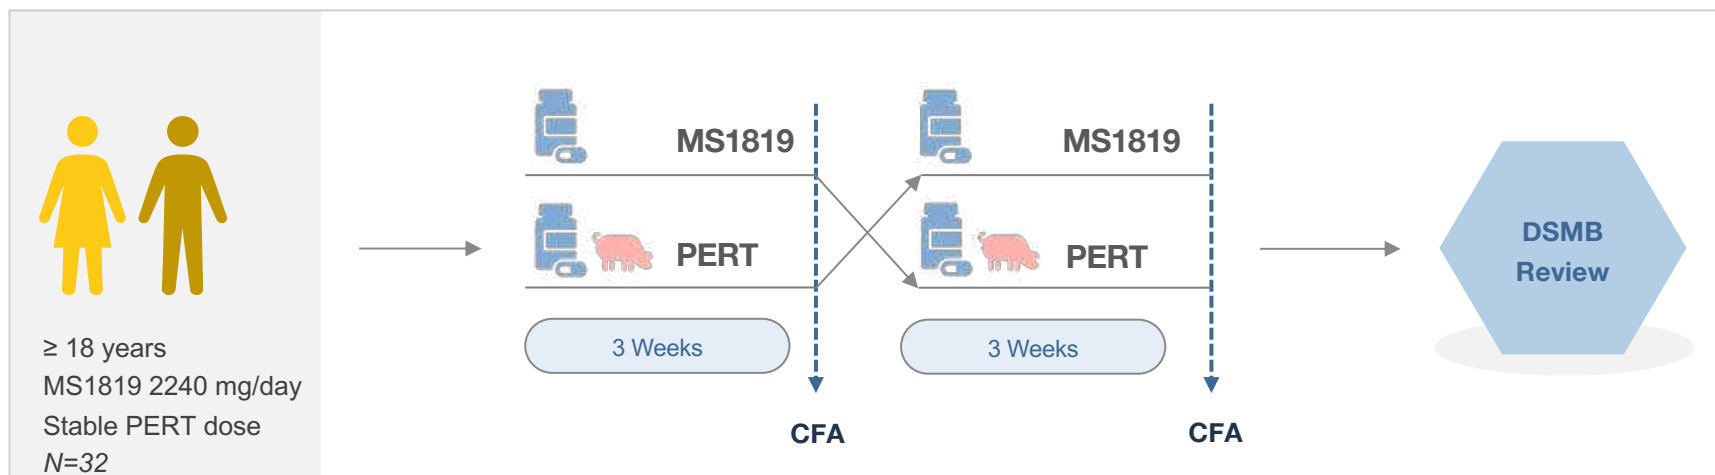 ≥ 18 years
MS1819 2240 mg/day
Stable PERT dose
N=32
MS1819
PERT
3 Weeks
CFA
MS1819
PERT
3 Weeks
CFA
DSMB
Review